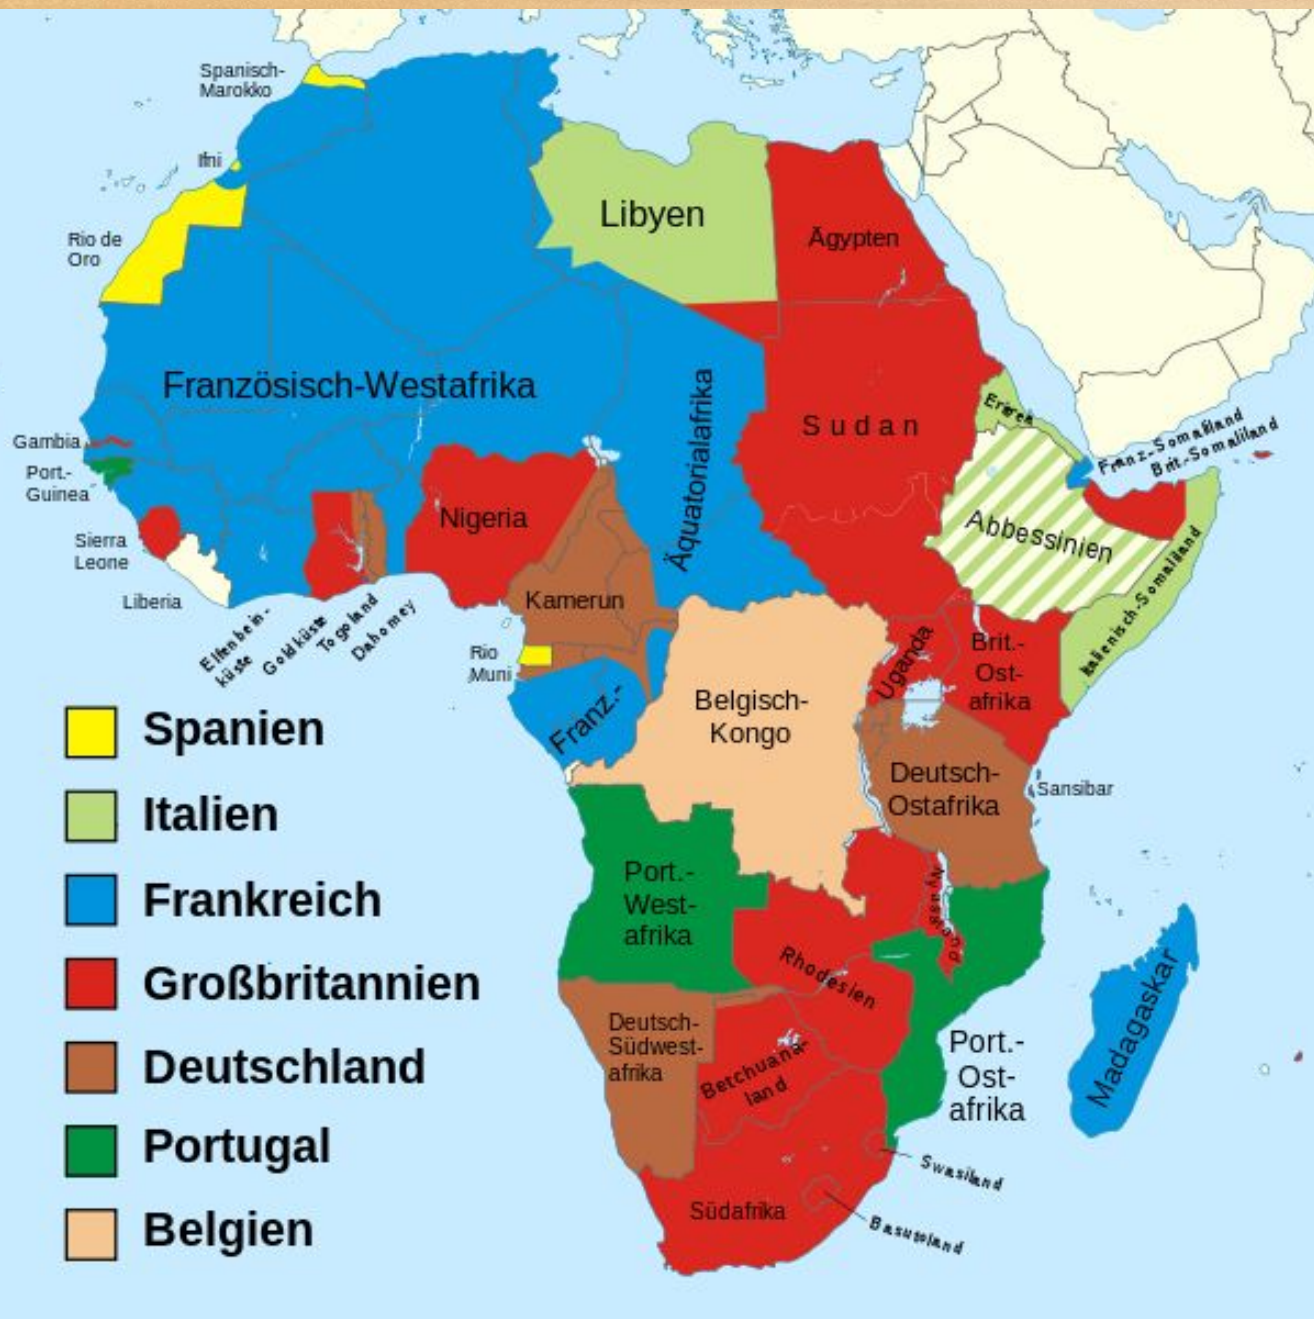 Spanisch-
Marokko
Ifni
Rio de
Oro
Libyen
Ägypten
Französisch-Westafrika
Äquatorialafrika
Sudan
Eritrea
Franz.-Somaliland
Brit.-Somaliland
Gambia
Port.-
Guinea
Sierra
Leone
Liberia
Elfenbein-
küste
Goldküste
Togoland
Dahomey
Nigeria
Abbessinien
Italienisch-Somaliland
Kamerun
Rio
Muni
Franz.-
Uganda
Brit.-
Ost-
afrika
Belgisch-
Kongo
Deutsch-
Ostafrika
Sansibar
Spanien
Italien
Frankreich
Großbritannien
Deutschland
Portugal
Belgien
Port.-
West-
afrika
Nyassland
Rhodesien
Madagaskar
Deutsch-
Südwest-
afrika
Betchuana-
land
Port.-
Ost-
afrika
Swasiland
Südafrika
Basutoland